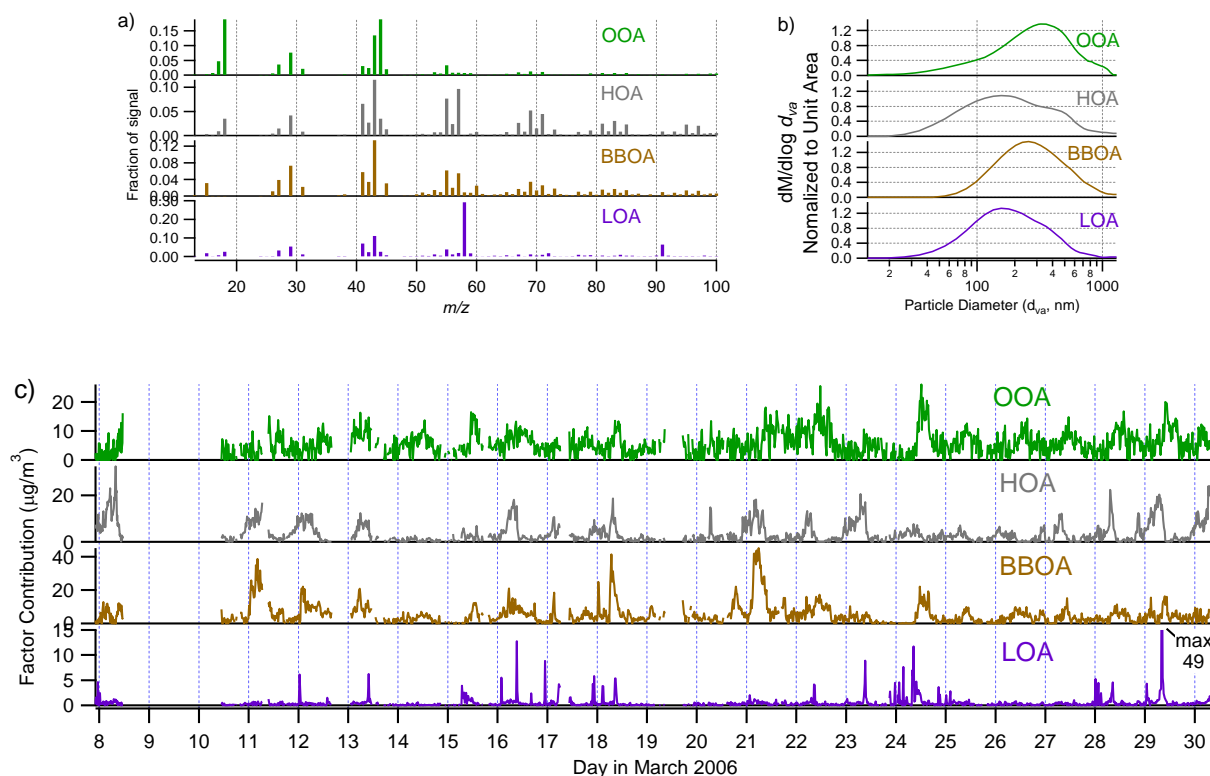 a)
Fraction of signal
0.15
0.10
0.05
0.00
OOA
0.10
0.05
0.00
HOA
0.12
0.08
0.04
0.00
BBOA
0.30
0.20
0.10
0.00
LOA
20 30 40 50 60 70 80 90 100
m/z
b)
dM/dlog dva
Nomalized to Unit Area
1.2
0.8
0.4
0.0
OOA
1.2
0.8
0.4
0.0
HOA
1.2
0.8
0.4
0.0
BBOA
1.2
0.8
0.4
0.0
LOA
2 4 6 8 100 2 4 6 8 1000
Particle Diameter (dva, nm)
c)
Factor Contribution (µg/m³)
20
10
0
OOA
20
0
HOA
40
20
0
BBOA
15
10
5
0
LOA
max
49
8 9 10 11 12 13 14 15 16 17 18 19 20 21 22 23 24 25 26 27 28 29 30
Day in March 2006